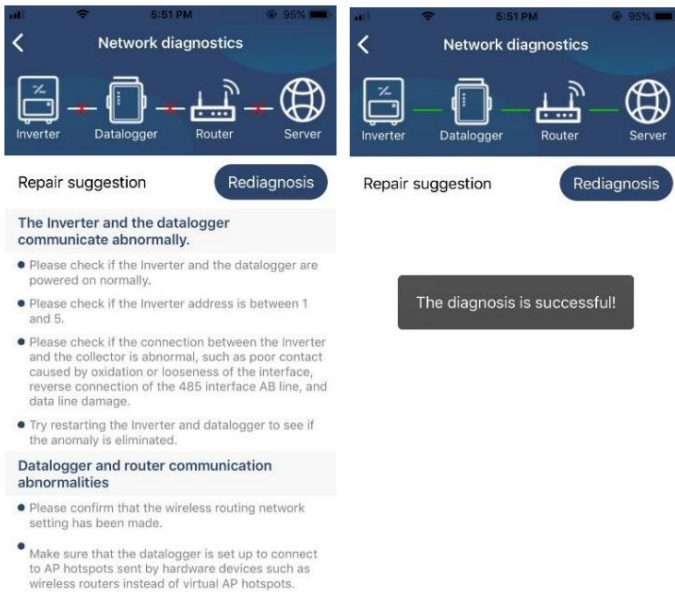 5:51 PM
95%
Network diagnostics
Inverter
Datalogger
Router
Server
Repair suggestion
Rediagnosis
The Inverter and the datalogger
communicate abnormally.
Please check if the Inverter and the datalogger are
powered on normally.
Please check if the Inverter address is between 1
and 5.
Please check if the connection between the Inverter
and the collector is abnormal, such as poor contact
caused by oxidation or looseness of the interface,
reverse connection of the 485 interface AB line, and
data line damage.
Try restarting the Inverter and datalogger to see if
the anomaly is eliminated.
Datalogger and router communication
abnormalities
Please confirm that the wireless routing network
setting has been made.
Make sure that the datalogger is set up to connect
to AP hotspots sent by hardware devices such as
wireless routers instead of virtual AP hotspots.
5:51 PM
95%
Network diagnostics
Inverter
Datalogger
Router
Server
Repair suggestion
Rediagnosis
The diagnosis is successful!